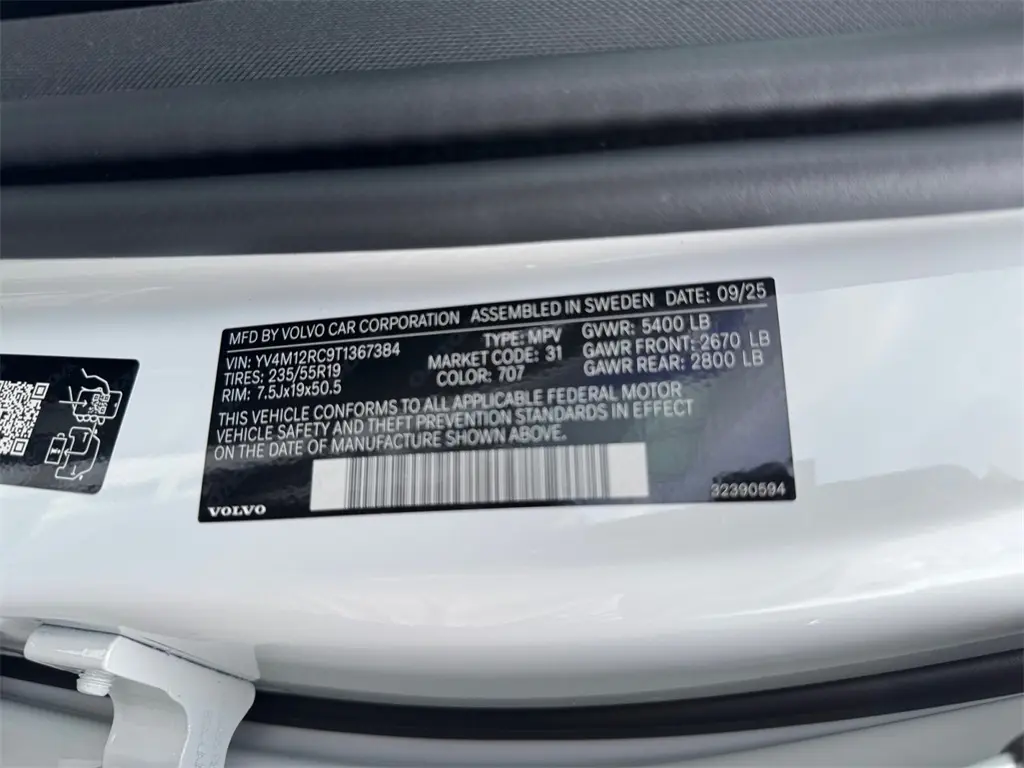 MFD BY VOLVO CAR CORPORATION ASSEMBLED IN SWEDEN DATE: 09/25
VIN: YV4M12RC9T1367384 TYPE: MPV GVWR: 5400 LB
TIRES: 235/55R19 MARKET CODE: 31 GAWR FRONT: 2670 LB
RIM: 7.5Jx19x50.5 COLOR: 707 GAWR REAR: 2800 LB
THIS VEHICLE CONFORMS TO ALL APPLICABLE FEDERAL MOTOR
VEHICLE SAFETY AND THEFT PREVENTION STANDARDS IN EFFECT
ON THE DATE OF MANUFACTURE SHOWN ABOVE.
VOLVO 32390594